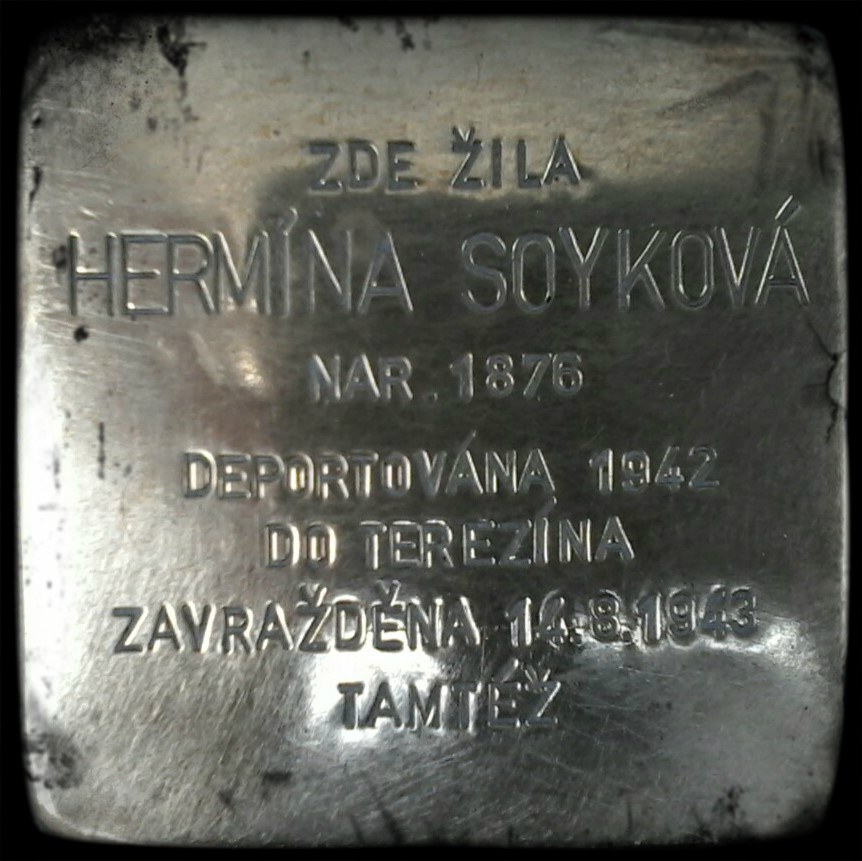 ZDE ŽILA
HERMÍNA SOYKOVÁ
NAR. 1876
DEPORTOVÁNA 1942
DO TEREZÍNA
ZAVRAŽDĚNA 14.8.1943
TAMTÉŽ